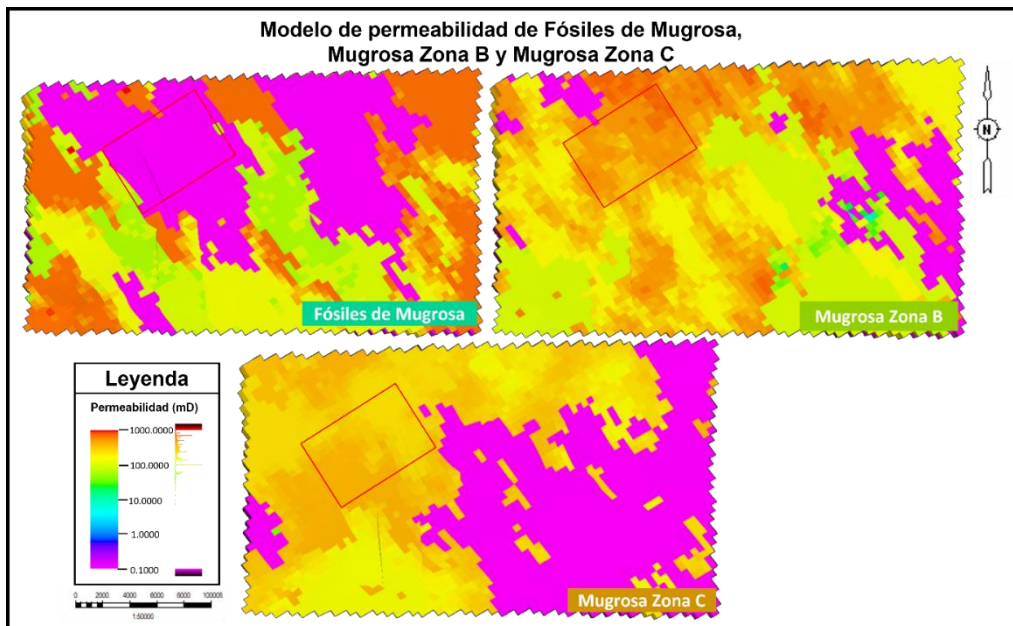 Modelo de permeabilidad de Fósiles de Mugrosa,
Mugrosa Zona B y Mugrosa Zona C
N
Fósiles de Mugrosa
Mugrosa Zona B
Leyenda
Permeabilidad (mD)
1000.0000
100.0000
10.0000
1.0000
0.1000
0 2000 4000 6000 8000 10000ft
1:50000
Mugrosa Zona C